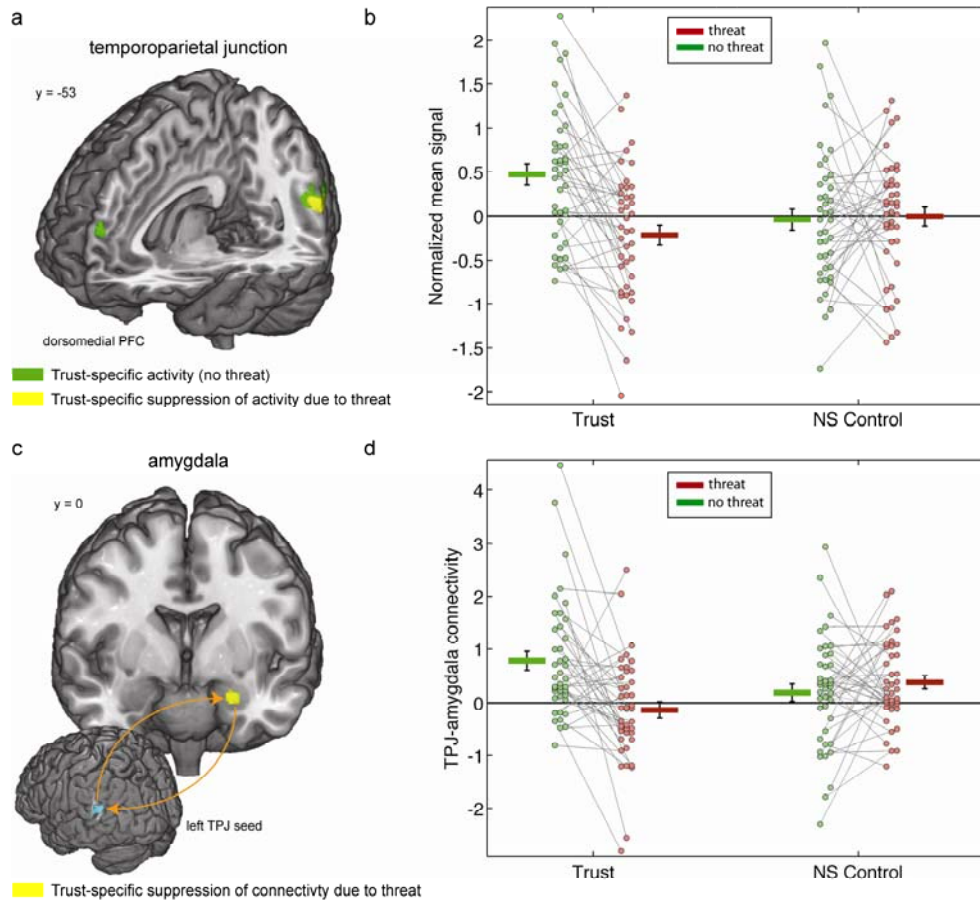 a
temporoparietal junction
y = -53
dorsomedial PFC
Trust-specific activity (no threat)
Trust-specific suppression of activity due to threat
b
threat
no threat
Normalized mean signal
2
1.5
1
0.5
0
-0.5
-1
-1.5
-2
Trust
NS Control
c
amygdala
y = 0
left TPJ seed
Trust-specific suppression of connectivty due to threat
d
threat
no threat
TPJ-amygdala connectivity
4
3
2
1
0
-1
-2
Trust
NS Control